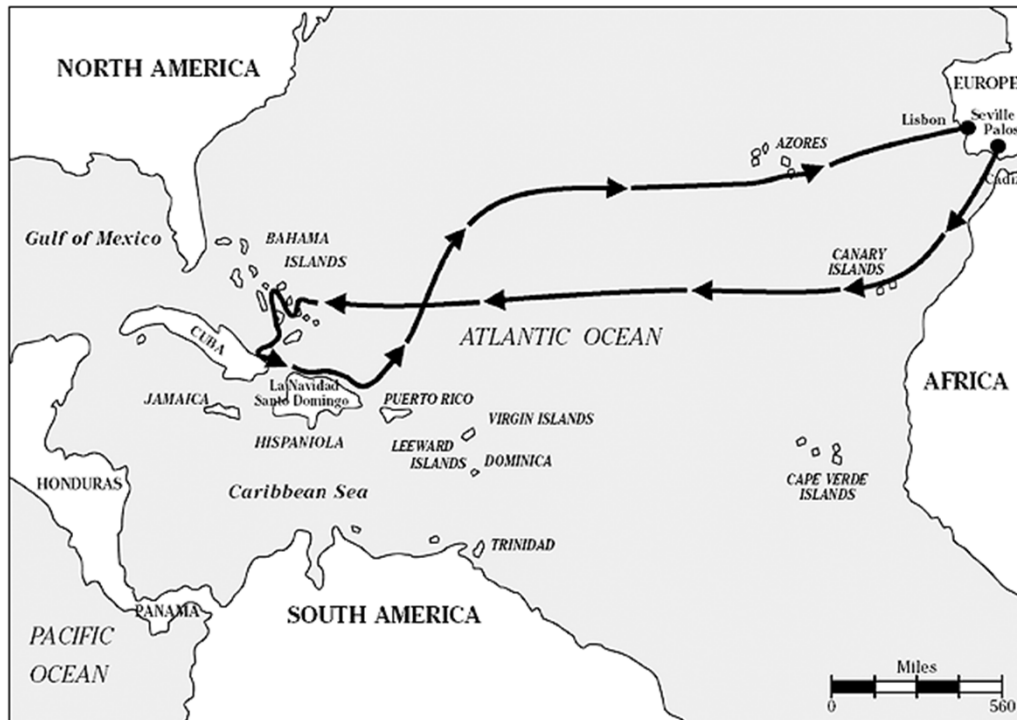 NORTH AMERICA
EUROPE
Lisbon
Seville
Palos
AZORES
Cadi
Gulf of Mexico
BAHAMA
ISLANDS
CANARY
ISLANDS
CUBA
ATLANTIC OCEAN
La Navidad
Santo Domingo
JAMAICA
PUERTO RICO
AFRICA
HISPANIOLA
VIRGIN ISLANDS
LEEWARD
ISLANDS
DOMINICA
HONDURAS
Caribbean Sea
CAPE VERDE
ISLANDS
TRINIDAD
PANAMA
SOUTH AMERICA
PACIFIC
OCEAN
Miles
0 560